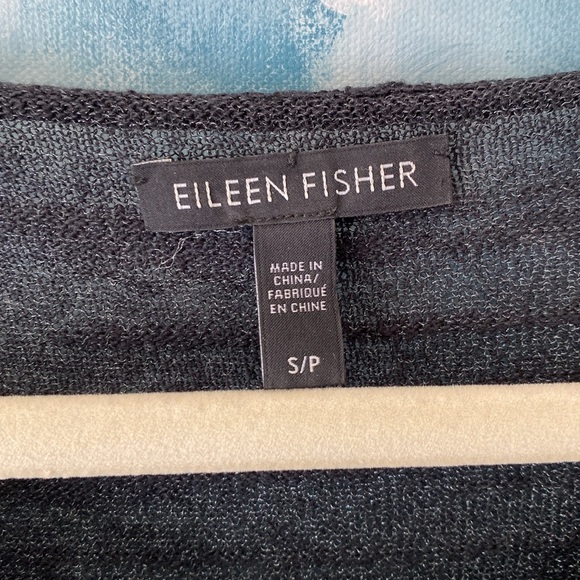 EILEEN FISHER
MADE IN
CHINA/
FABRIQUÉ
EN CHINE
S/P